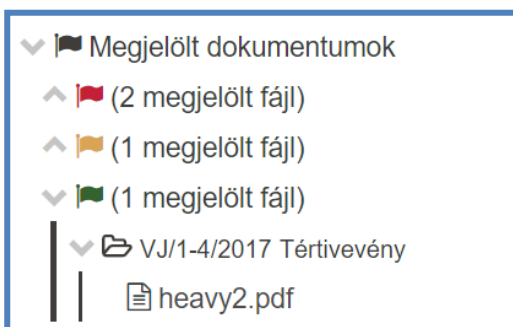 Megjelölt dokumentumok
(2 megjelölt fájl)
(1 megjelölt fájl)
(1 megjelölt fájl)
VJ/1-4/2017 Tértivevény
heavy2.pdf